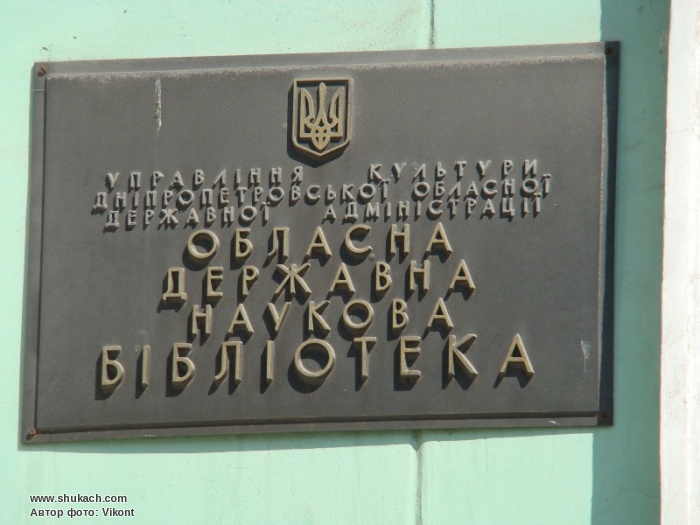 УПРАВЛІННЯ КУЛЬТУРИ
ДНІПРОПЕТРОВСЬКОЇ ОБЛАСНОЇ
ДЕРЖАВНОЇ АДМІНІСТРАЦІЇ
ОБЛАСНА
ДЕРЖАВНА
НАУКОВА
БІБЛІОТЕКА
www.shukach.com
Автор фото: Vikont